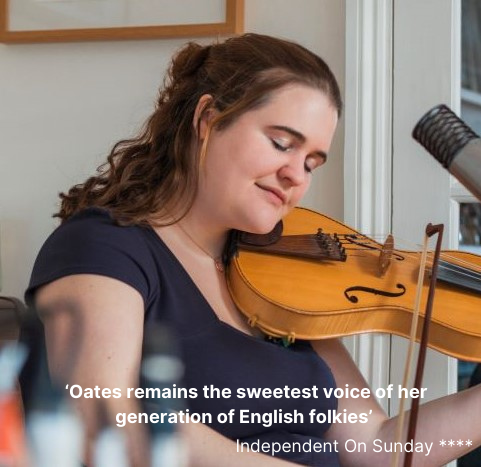 ‘Oates remains the sweetest voice of her
generation of English folkies’
Independent On Sunday ****